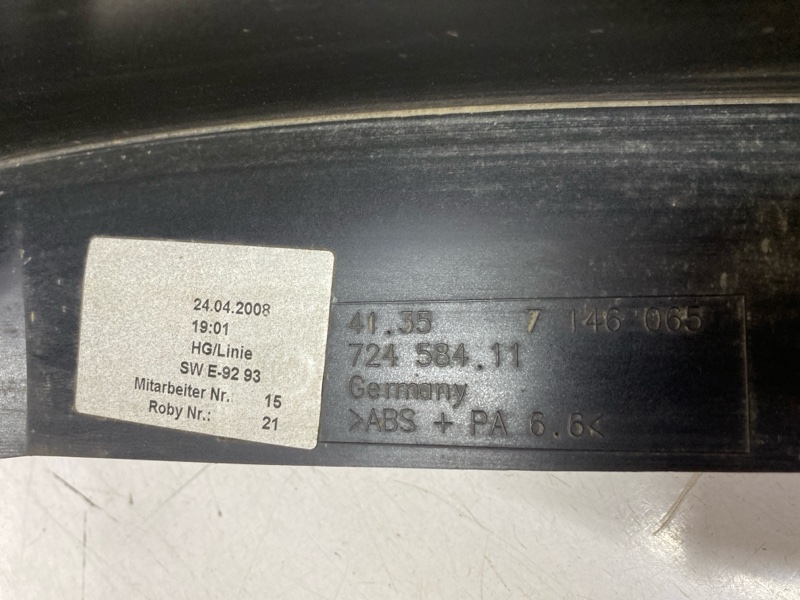 24.04.2008
19:01
HG/Linie
SW E-92 93
Mitarbeiter Nr.: 15
Roby Nr.: 21
41.35 7 146 065
724 584.11
Germany
>ABS + PA 6.6<